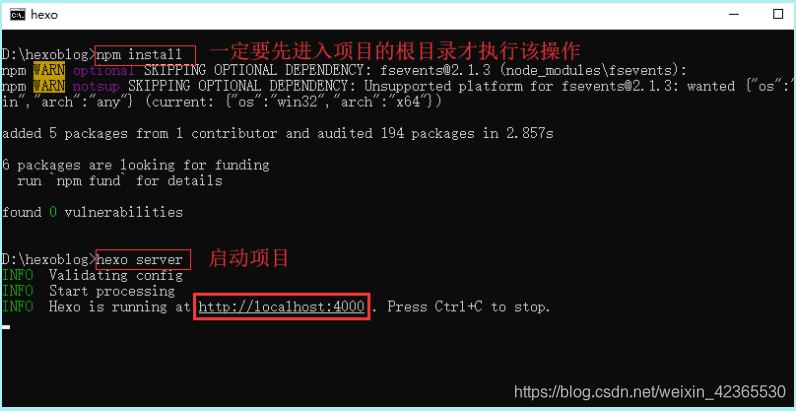 hexo
D:\hexoblog>npm install 一定要先进入项目的根目录才执行该操作
npm WARN optional SKIPPING OPTIONAL DEPENDENCY: fsevents@2.1.3 (node_modules\fsevents):
npm WARN notsup SKIPPING OPTIONAL DEPENDENCY: Unsupported platform for fsevents@2.1.3: wanted {"os":"
in","arch":"any"} (current: {"os":"win32","arch":"x64"})
added 5 packages from 1 contributor and audited 194 packages in 2.857s
6 packages are looking for funding
run `npm fund` for details
found 0 vulnerabilities
D:\hexoblog>hexo server 启动项目
INFO Validating config
INFO Start processing
INFO Hexo is running at http://localhost:4000 . Press Ctrl+C to stop.
https://blog.csdn.net/weixin_42365530